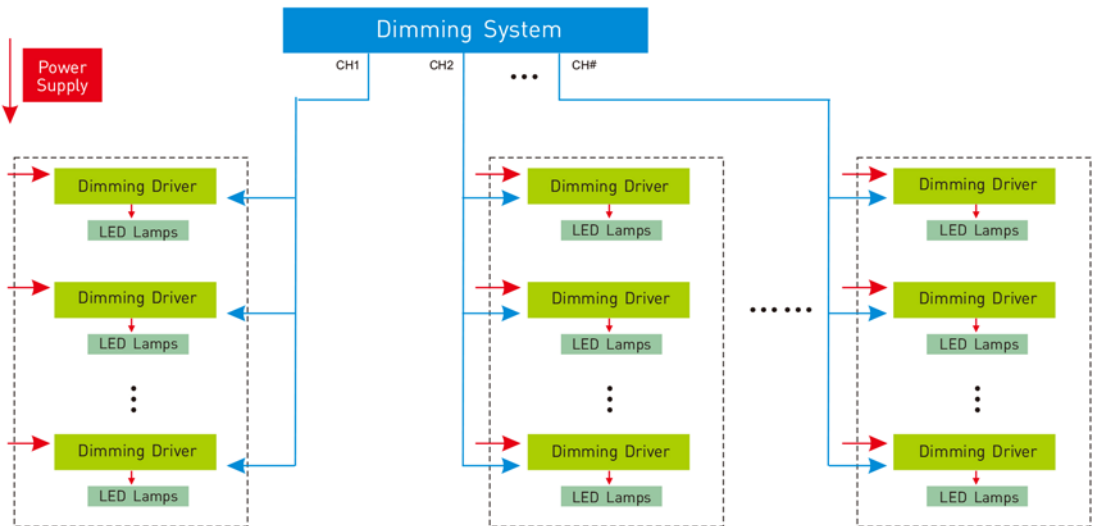 Dimming System
CH1
CH2
CH#
Power
Supply
Dimming Driver
LED Lamps
Dimming Driver
LED Lamps
Dimming Driver
LED Lamps
Dimming Driver
LED Lamps
Dimming Driver
LED Lamps
Dimming Driver
LED Lamps
Dimming Driver
LED Lamps
Dimming Driver
LED Lamps
Dimming Driver
LED Lamps